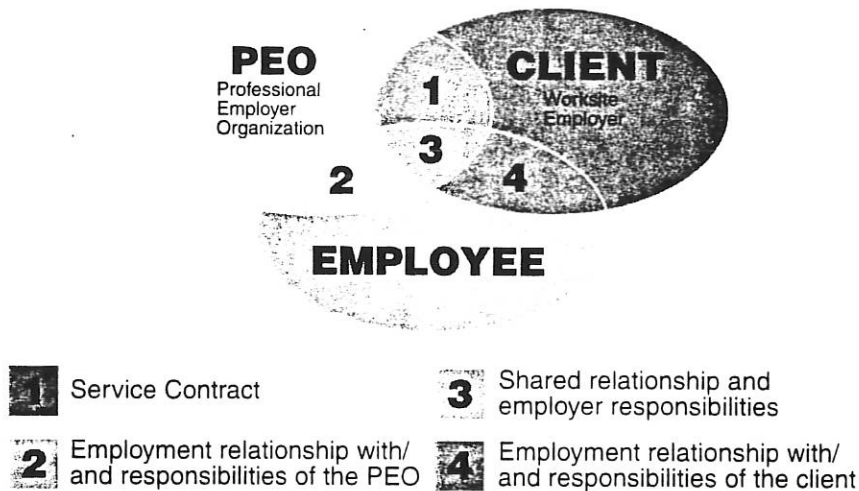 PEO
Professional
Employer
Organization
CLIENT
Worksite
Employer
1
2
3
4
EMPLOYEE
1 Service Contract
2 Employment relationship with/
and responsibilities of the PEO
3 Shared relationship and
employer responsibilities
4 Employment relationship with/
and responsibilities of the client